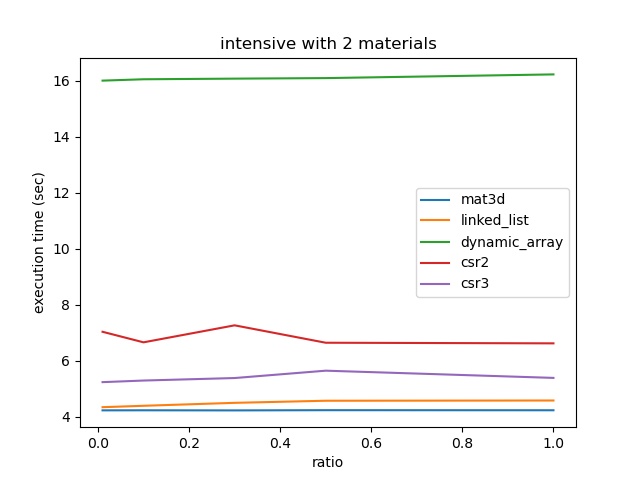 intensive with 2 materials
execution time (sec)
16
14
12
10
8
6
4
mat3d
linked_list
dynamic_array
csr2
csr3
0.0 0.2 0.4 0.6 0.8 1.0
ratio